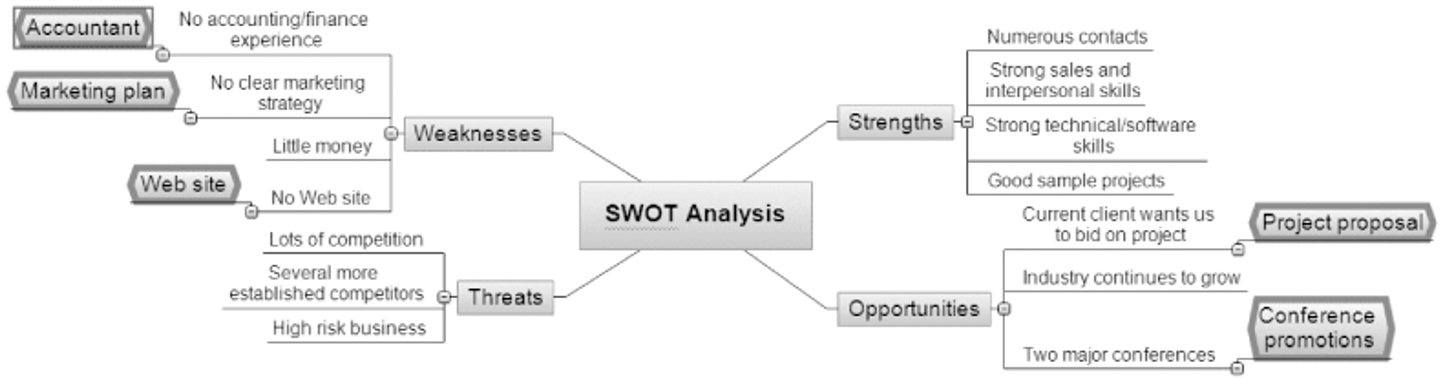 Accountant
No accounting/finance
experience
Marketing plan
No clear marketing
strategy
Little money
Web site
No Web site
Weaknesses
Lots of competition
Several more
established competitors
High risk business
Threats
SWOT Analysis
Strengths
Numerous contacts
Strong sales and
interpersonal skills
Strong technical/software
skills
Good sample projects
Opportunities
Current client wants us
to bid on project
Project proposal
Industry continues to grow
Two major conferences
Conference
promotions